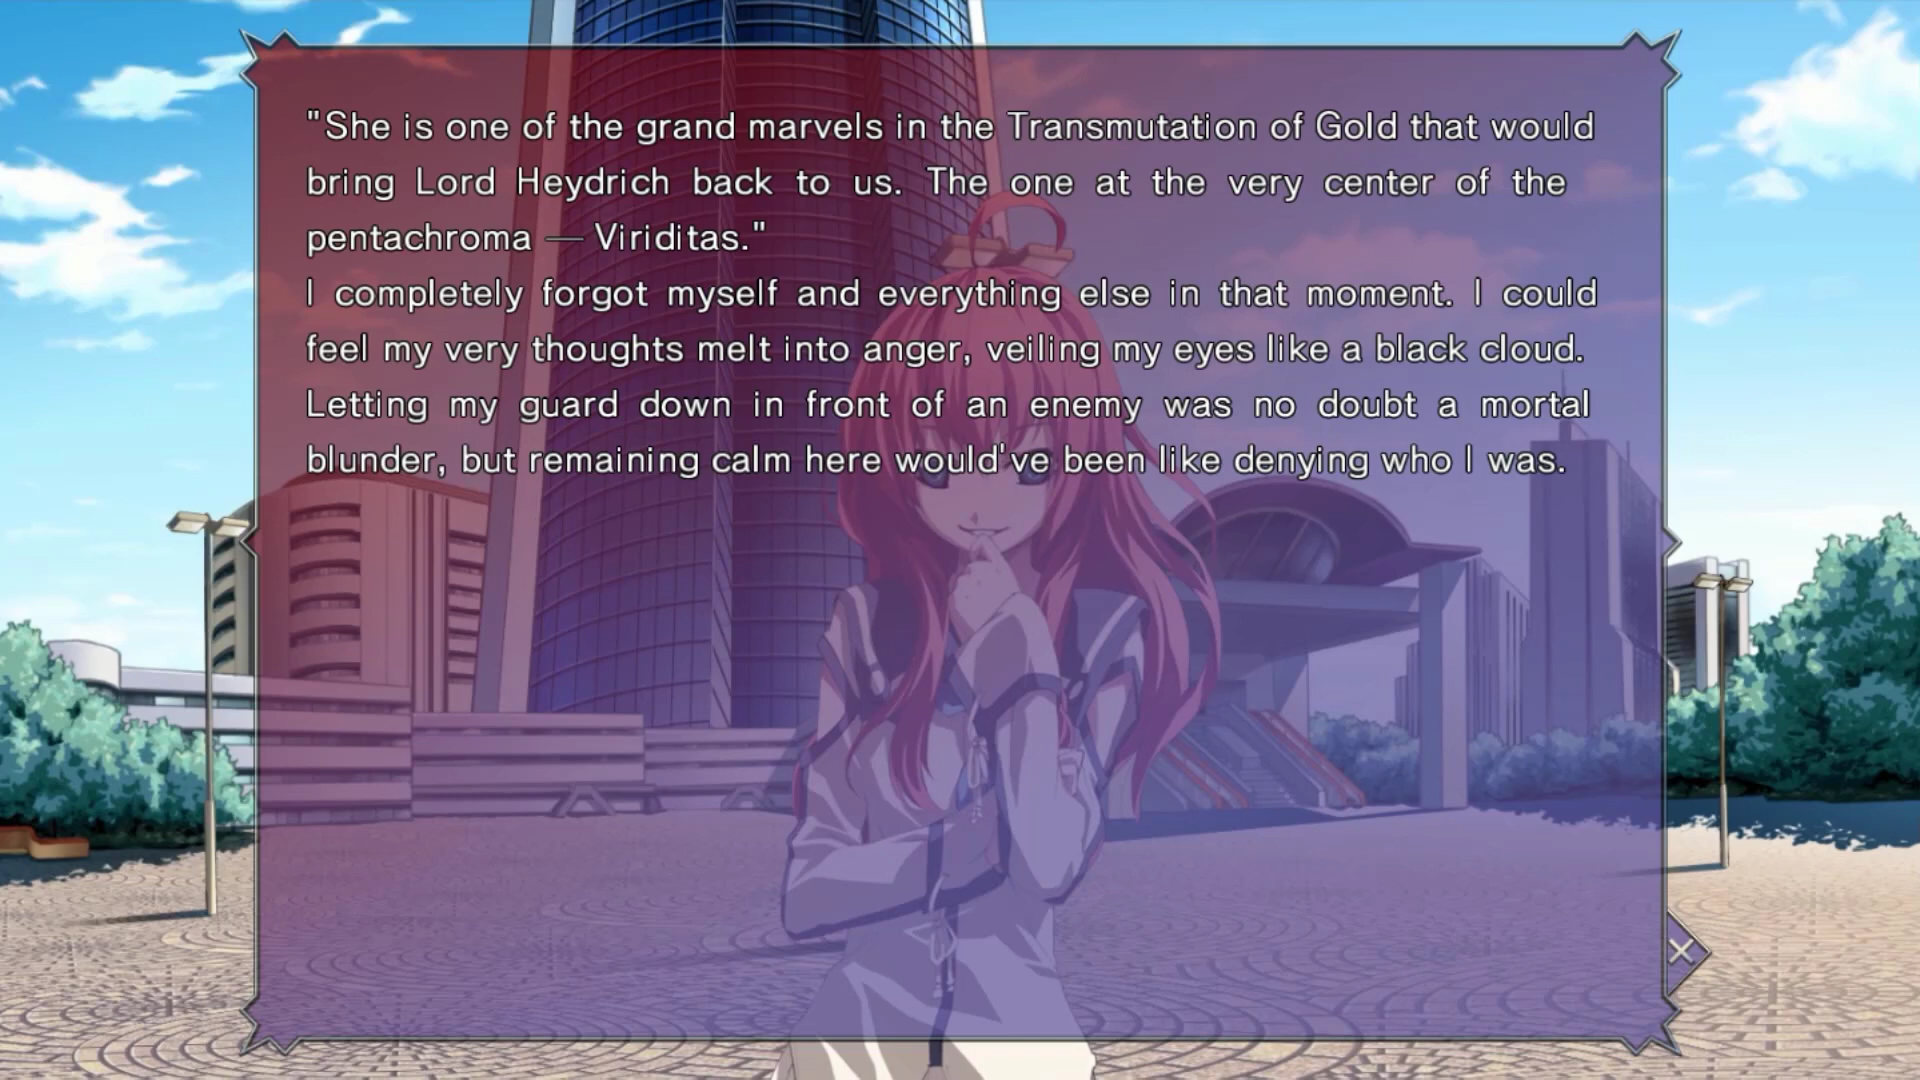 "She is one of the grand marvels in the Transmutation of Gold that would
bring Lord Heydrich back to us. The one at the very center of the
pentachroma — Viriditas."
I completely forgot myself and everything else in that moment. I could
feel my very thoughts melt into anger, veiling my eyes like a black cloud.
Letting my guard down in front of an enemy was no doubt a mortal
blunder, but remaining calm here would've been like denying who I was.